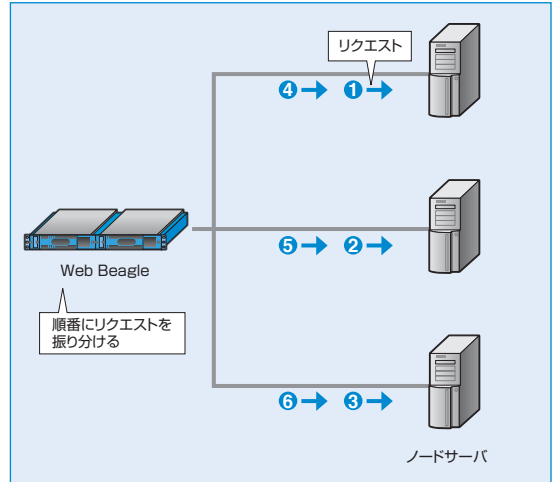 リクエスト
❹ ❶
❺ ❷
Web Beagle
順番にリクエストを
振り分ける
❻ ❸
ノードサーバ